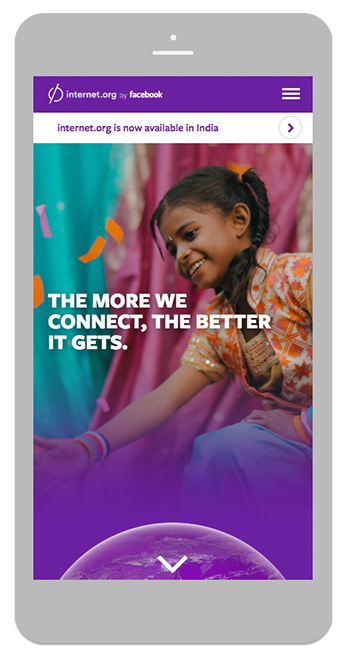 internet.org by facebook
internet.org is now available in India
THE MORE WE
CONNECT, THE BETTER
IT GETS.